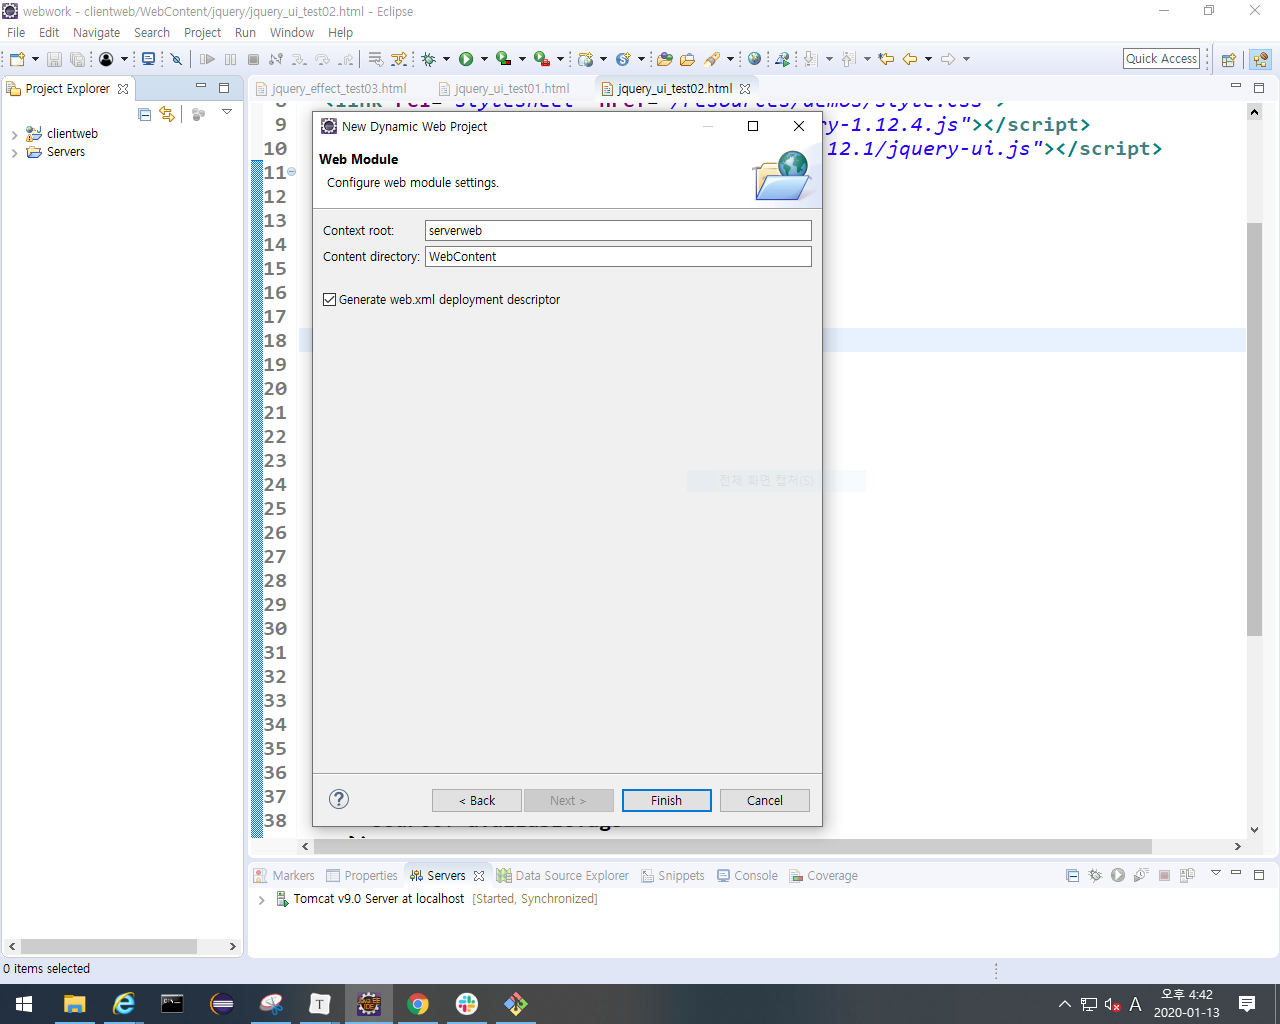 webwork - clientweb/WebContent/jquery/jquery_ui_test02.html - Eclipse
File Edit Navigate Search Project Run Window Help
Quick Access
Project Explorer
jquery_effect_test03.html jquery_ui_test01.html jquery_ui_test02.html
clientweb
Servers
9 ry-1.12.4.js"></script>
10 12.1/jquery-ui.js"></script>
11
12
13
14
15
16
17
18
19
20
21
22
23
24
25
26
27
28
29
30
31
32
33
34
35
36
37
38
New Dynamic Web Project
Web Module
Configure web module settings.
Context root: serverweb
Content directory: WebContent
Generate web.xml deployment descriptor
전체 화면 캡처(S)
? < Back Next > Finish Cancel
Markers Properties Servers Data Source Explorer Snippets Console Coverage
Tomcat v9.0 Server at localhost [Started, Synchronized]
0 items selected
A 오후 4:42
2020-01-13